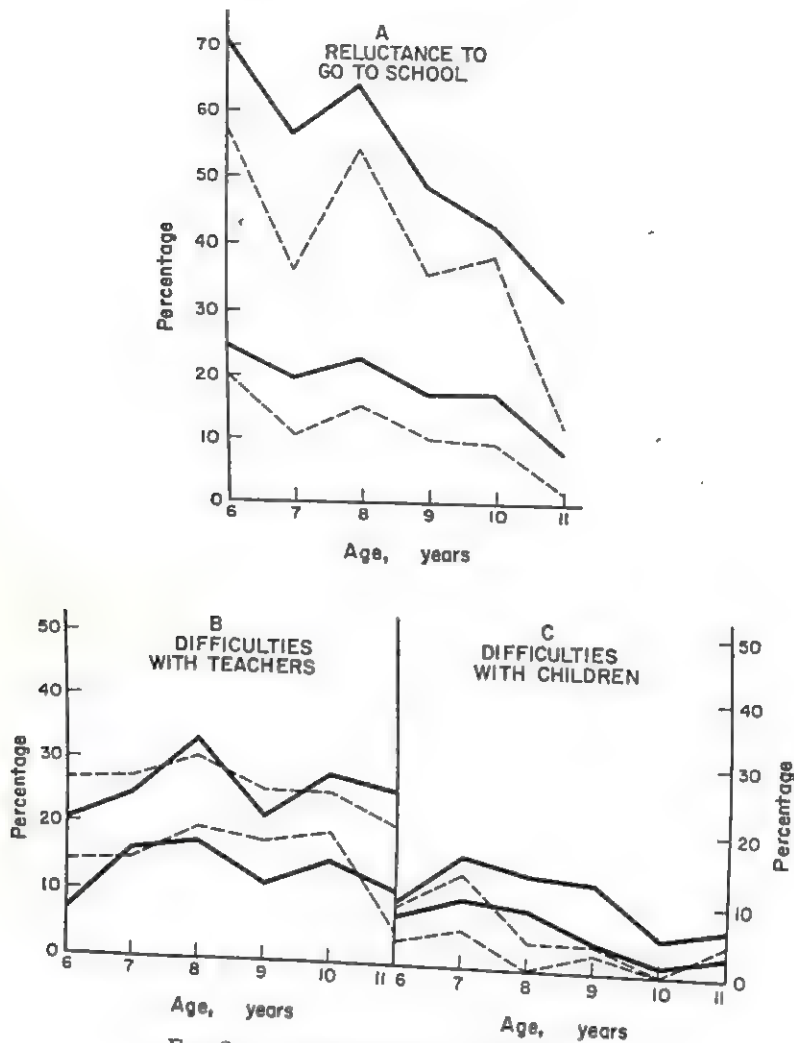 A
RELUCTANCE TO
GO TO SCHOOL
70
60
50
40
30
20
10
0
Percentage
6 7 8 9 10 11
Age, years
B
DIFFICULTIES
WITH TEACHERS
50
40
30
20
10
0
Percentage
6 7 8 9 10 11
Age, years
C
DIFFICULTIES
WITH CHILDREN
50
40
30
20
10
0
Percentage
6 7 8 9 10 11
Age, years